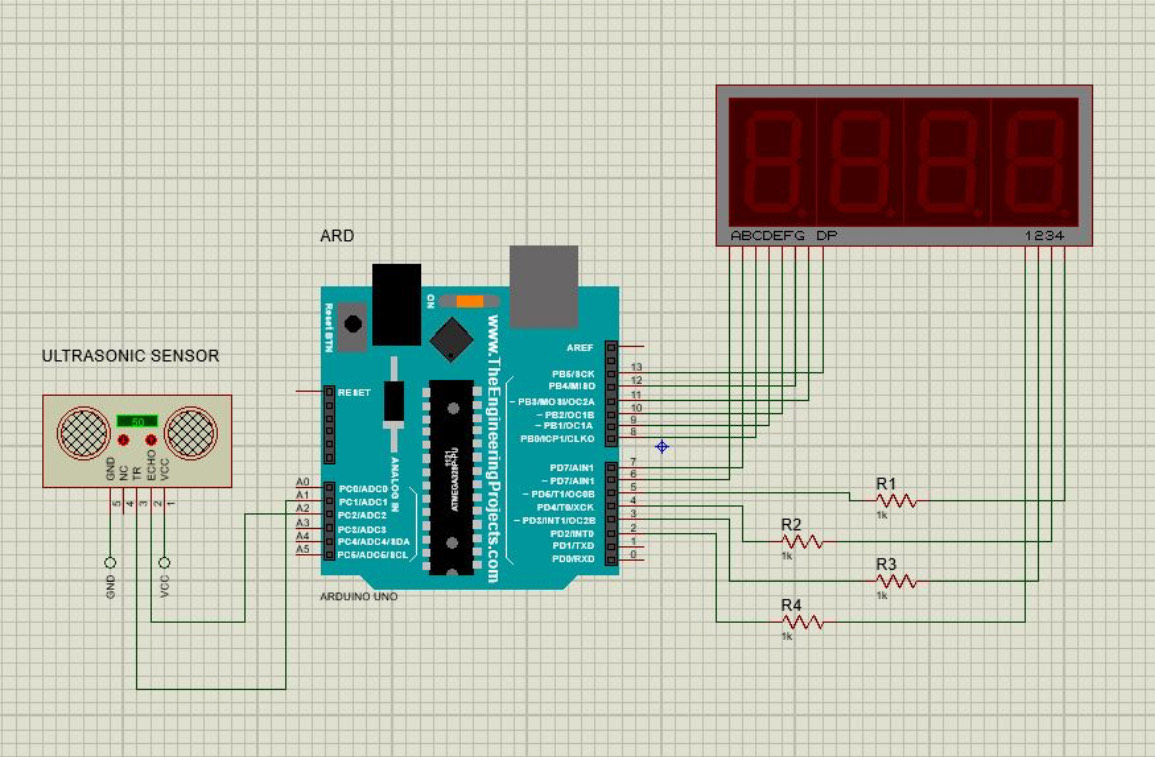 ABCDEFG DP
1234
ARD
ULTRASONIC SENSOR
50
GND
NC
TR
ECHO
VCC
5
4
3
2
1
GND
VCC
Reset BTN
ON
www.TheEngineeringProjects.com
RESET
ANALOG IN
1121
ATMEGA328P-PU
A0
A1
A2
A3
A4
A5
PC0/ADC0
PC1/ADC1
PC2/ADC2
PC3/ADC3
PC4/ADC4/SDA
PC5/ADC5/SCL
AREF
PB5/SCK
13
PB4/MISO
12
~ PB3/MOSI/OC2A
11
~ PB2/OC1B
10
~ PB1/OC1A
9
PB0/ICP1/CLKO
8
PD7/AIN1
7
~ PD7/AIN1
6
~ PD5/T1/OC0B
5
PD4/T0/XCK
4
~ PD3/INT1/OC2B
3
PD2/INT0
2
PD1/TXD
1
PD0/RXD
0
ARDUINO UNO
R1
1k
R2
1k
R3
1k
R4
1k